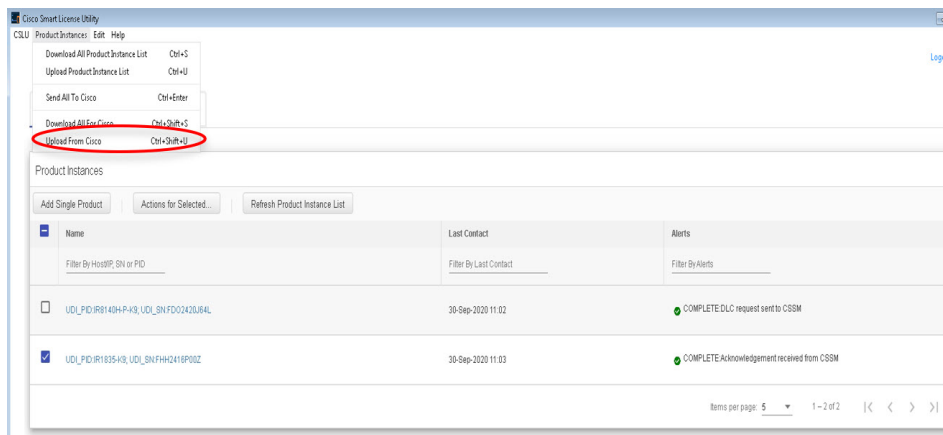 Cisco Smart License Utility
CSLU Product Instances Edit Help
Download All Product Instance List Ctrl+S
Upload Product Instance List Ctrl+U
Send All To Cisco Ctrl+Enter
Download All For Cisco Ctrl+Shift+S
Upload From Cisco Ctrl+Shift+U
Product Instances
Add Single Product Actions for Selected... Refresh Product Instance List
Name Last Contact Alerts
Filter By Host/IP, SN or PID Filter By Last Contact Filter By Alerts
UDI_PID:IR8140H-P-K9; UDI_SN:FDO2420J64L 30-Sep-2020 11:02 COMPLETE:DLC request sent to CSSM
UDI_PID:IR1835-K9; UDI_SN:FHH2416P00Z 30-Sep-2020 11:03 COMPLETE:Acknowledgement received from CSSM
Items per page: 5 1 – 2 of 2